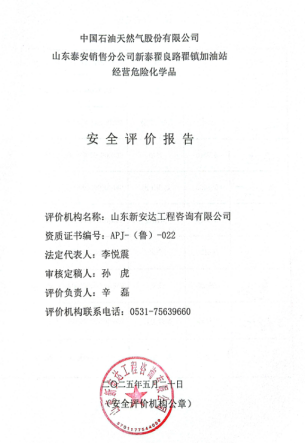 中国石油天然气股份有限公司
山东泰安销售分公司新泰翟良路翟镇加油站
经营危险化学品
安全评价报告
评价机构名称：山东新安达工程咨询有限公司
资质证书编号：APJ-（鲁）-022
法定代表人：李悦震
审核定稿人：孙 虎
评价负责人：辛 磊
评价机构联系电话：0531-75639660
二〇二五年五月二十日
（安全评价机构公章）